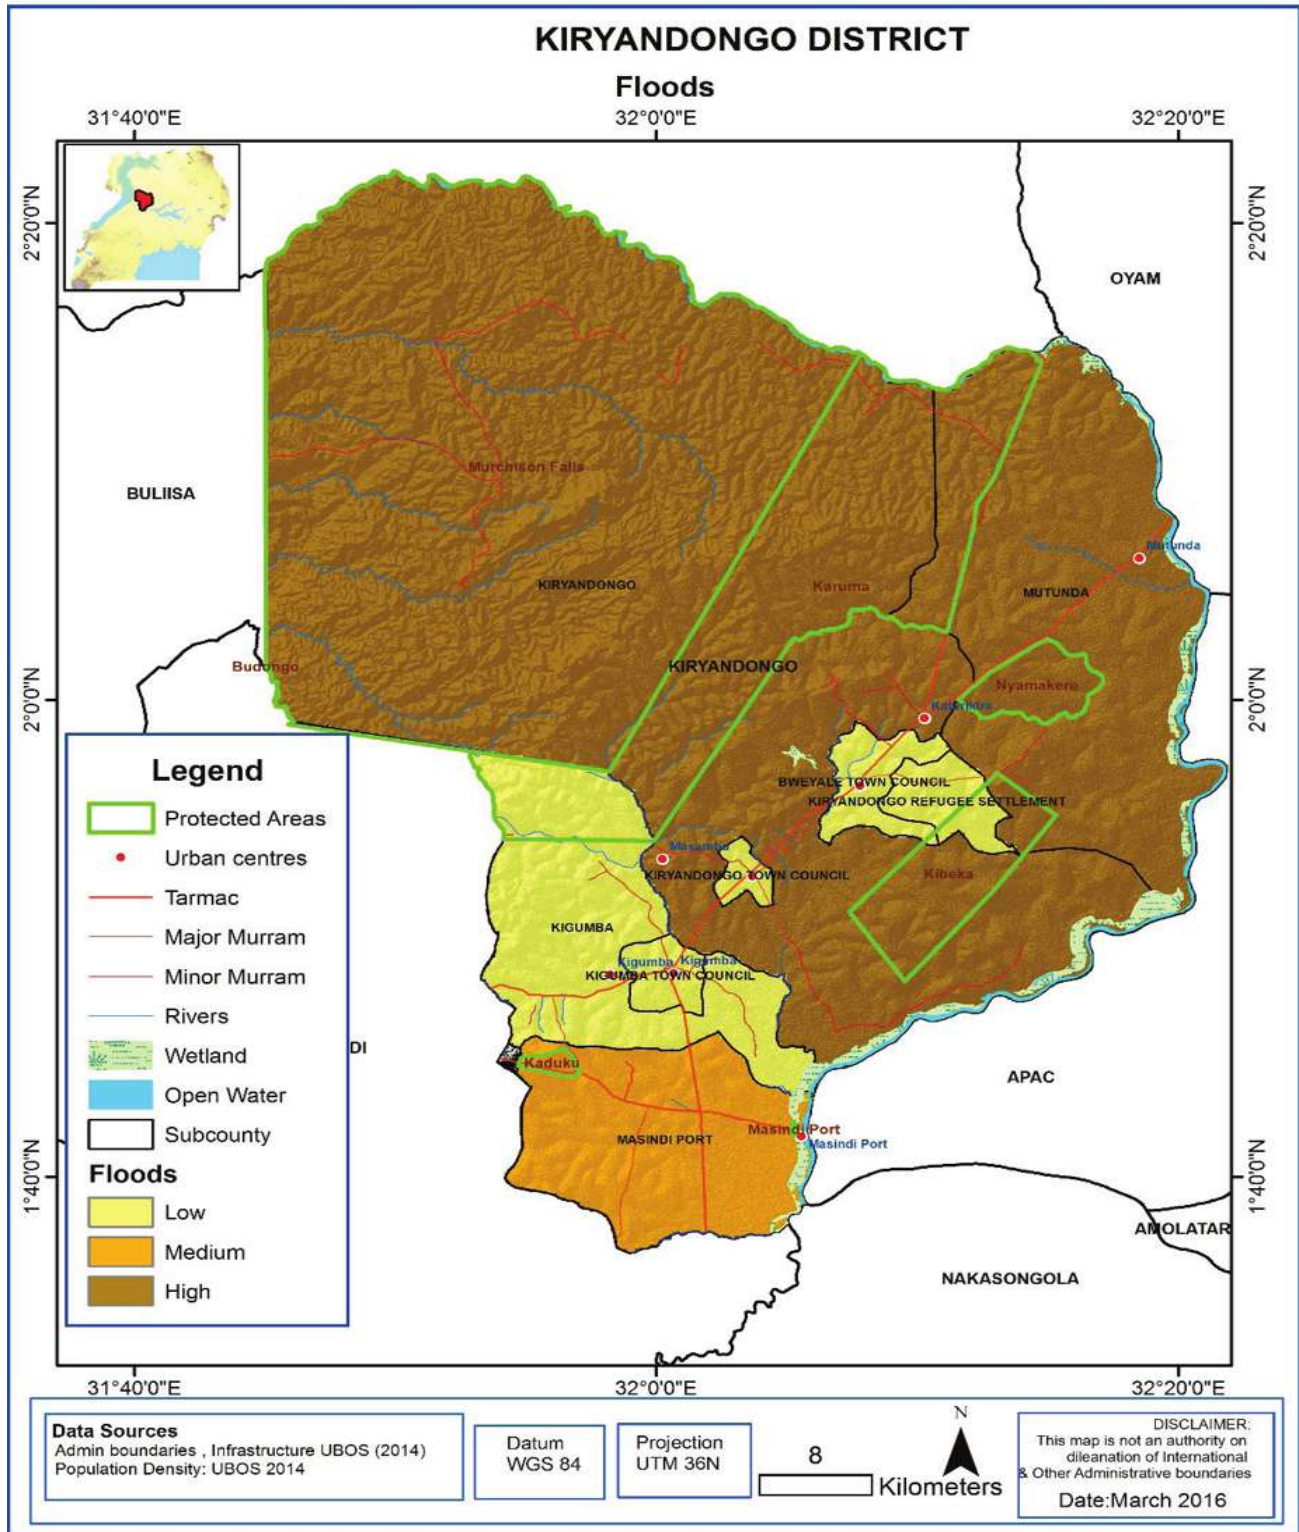 KIRYANDONGO DISTRICT
Floods
31°40'0"E
32°0'0"E
32°20'0"E
2°20'0"N
2°20'0"N
OYAM
Murchison Falls
BULIISA
Mutunda
KIRYANDONGO
Karuma
MUTUNDA
Budongo
KIRYANDONGO
Nyamakere
2°0'0"N
2°0'0"N
BWEYALE TOWN COUNCIL
KIRYANDONGO REFUGEE SETTLEMENT
Masamba
KIRYANDONGO TOWN COUNCIL
Kibeka
KIGUMBA
Kigumba
Kigumba
KIGUMBA TOWN COUNCIL
DI
Kaduku
APAC
Masindi Port
MASINDI PORT
Masindi Port
1°40'0"N
1°40'0"N
AMOLATAR
NAKASONGOLA
Legend
Protected Areas
Urban centres
Tarmac
Major Murram
Minor Murram
Rivers
Wetland
Open Water
Subcounty
Floods
Low
Medium
High
31°40'0"E
32°0'0"E
32°20'0"E
Data Sources
Admin boundaries , Infrastructure UBOS (2014)
Population Density: UBOS 2014
Datum
WGS 84
Projection
UTM 36N
8
Kilometers
N
DISCLAIMER:
This map is not an authority on
dileanation of International
& Other Administrative boundaries
Date:March 2016